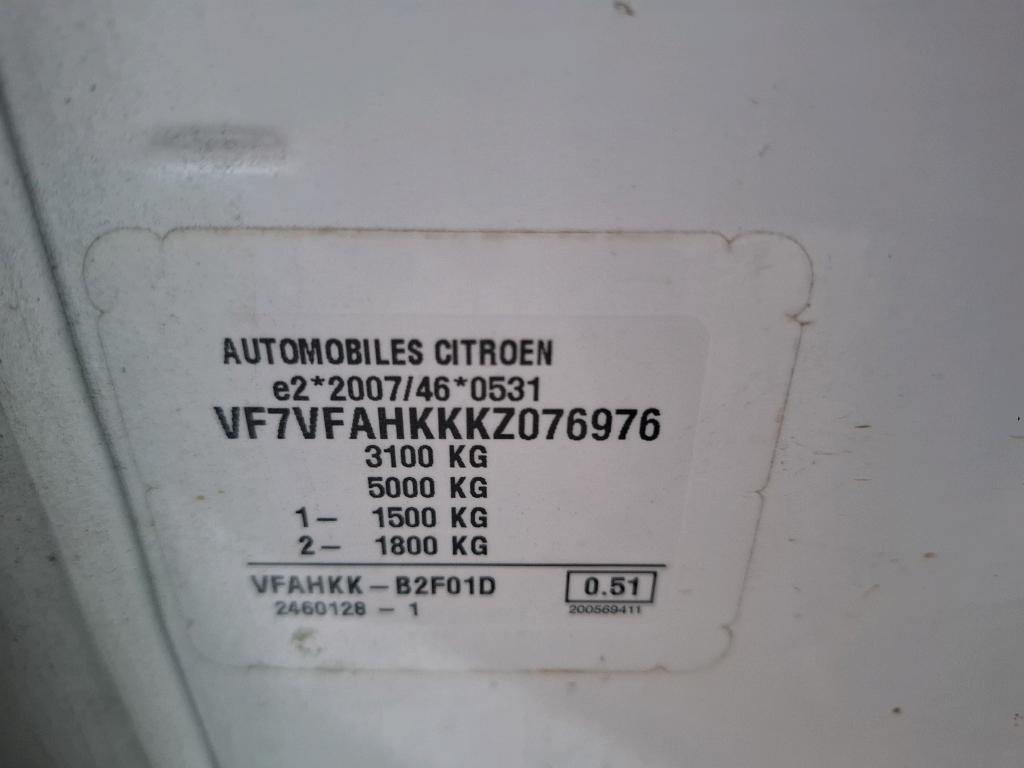 AUTOMOBILES CITROEN
e2*2007/46*0531
VF7VFAHKKKZ076976
3100 KG
5000 KG
1- 1500 KG
2- 1800 KG
VFAHKK-B2F01D 0.51
2460128 - 1 200569411